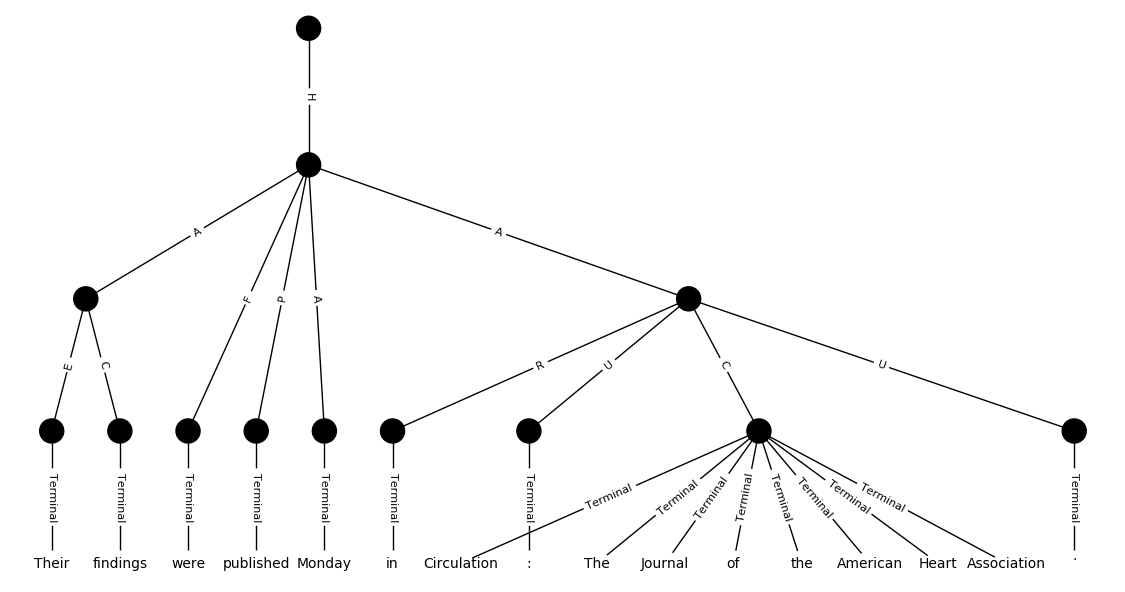 H
A
A
F
P
A
E
C
R
U
C
U
Terminal Terminal Terminal Terminal Terminal Terminal Terminal Terminal Terminal Terminal Terminal Terminal Terminal Terminal Terminal Terminal
Their findings were published Monday in Circulation : The Journal of the American Heart Association .